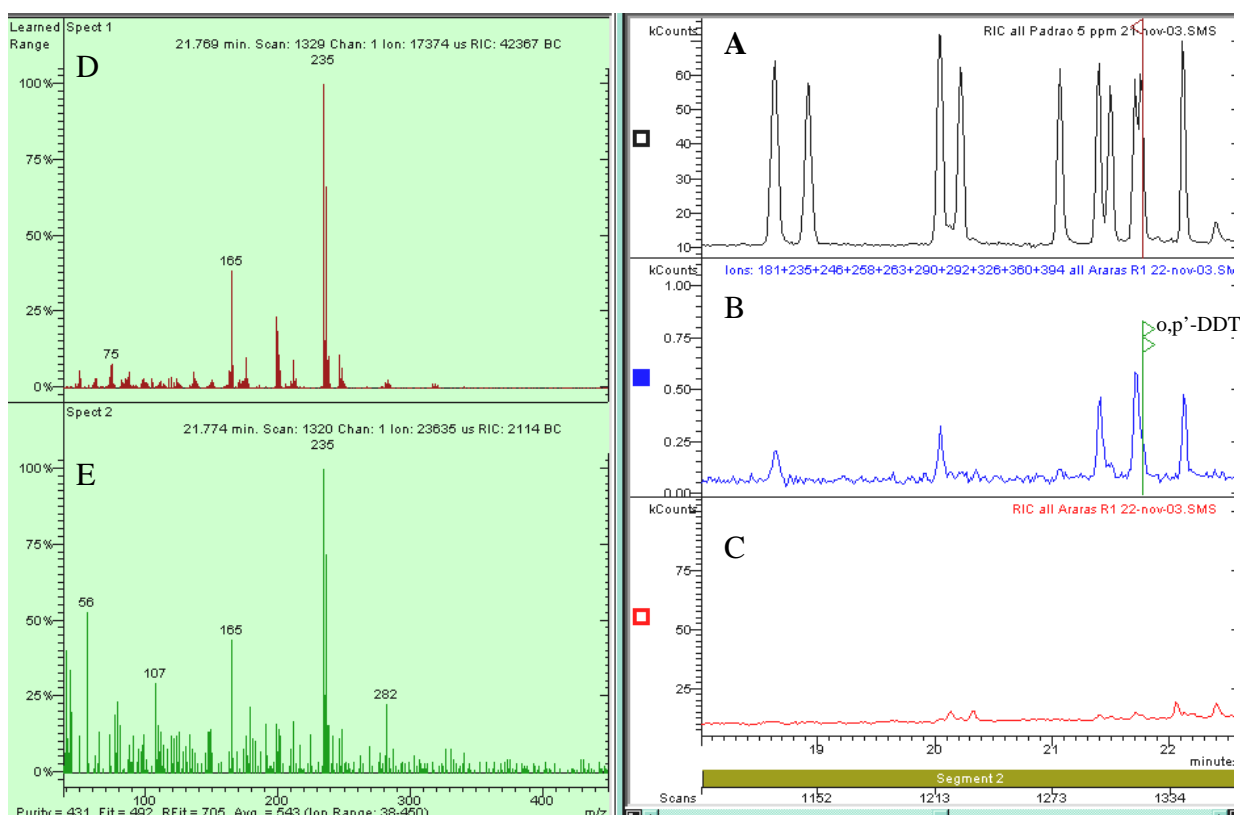 Learned Spect 1
Range
21.769 min. Scan: 1329 Chan: 1 Ion: 17374 us RIC: 42367 BC
235
D
100%
75%
50%
165
25%
75
0%
Spect 2
21.774 min. Scan: 1320 Chan: 1 Ion: 23635 us RIC: 2114 BC
235
100%
E
75%
56
50%
165
107
282
25%
0%
100 200 300 400
Purity = 431 Fit = 492 RFit = 705 Avg = 543 (Ion Range: 38-450) m/z
kCounts
A
RIC all Padrao 5 ppm 21-nov-03.SMS
60
50
40
30
20
10
kCounts
Ions: 181+235+246+258+263+290+292+326+360+394 all Araras R1 22-nov-03.SM
1.00
B
0.75
o,p'-DDT
0.50
0.25
0.00
kCounts
RIC all Araras R1 22-nov-03.SMS
C
75
50
25
19 20 21 22
minute
Segment 2
Scans 1152 1213 1273 1334